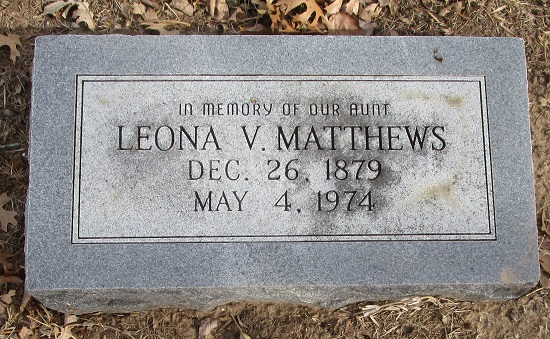 IN MEMORY OF OUR AUNT
LEONA V. MATTHEWS
DEC. 26, 1879
MAY 4, 1974